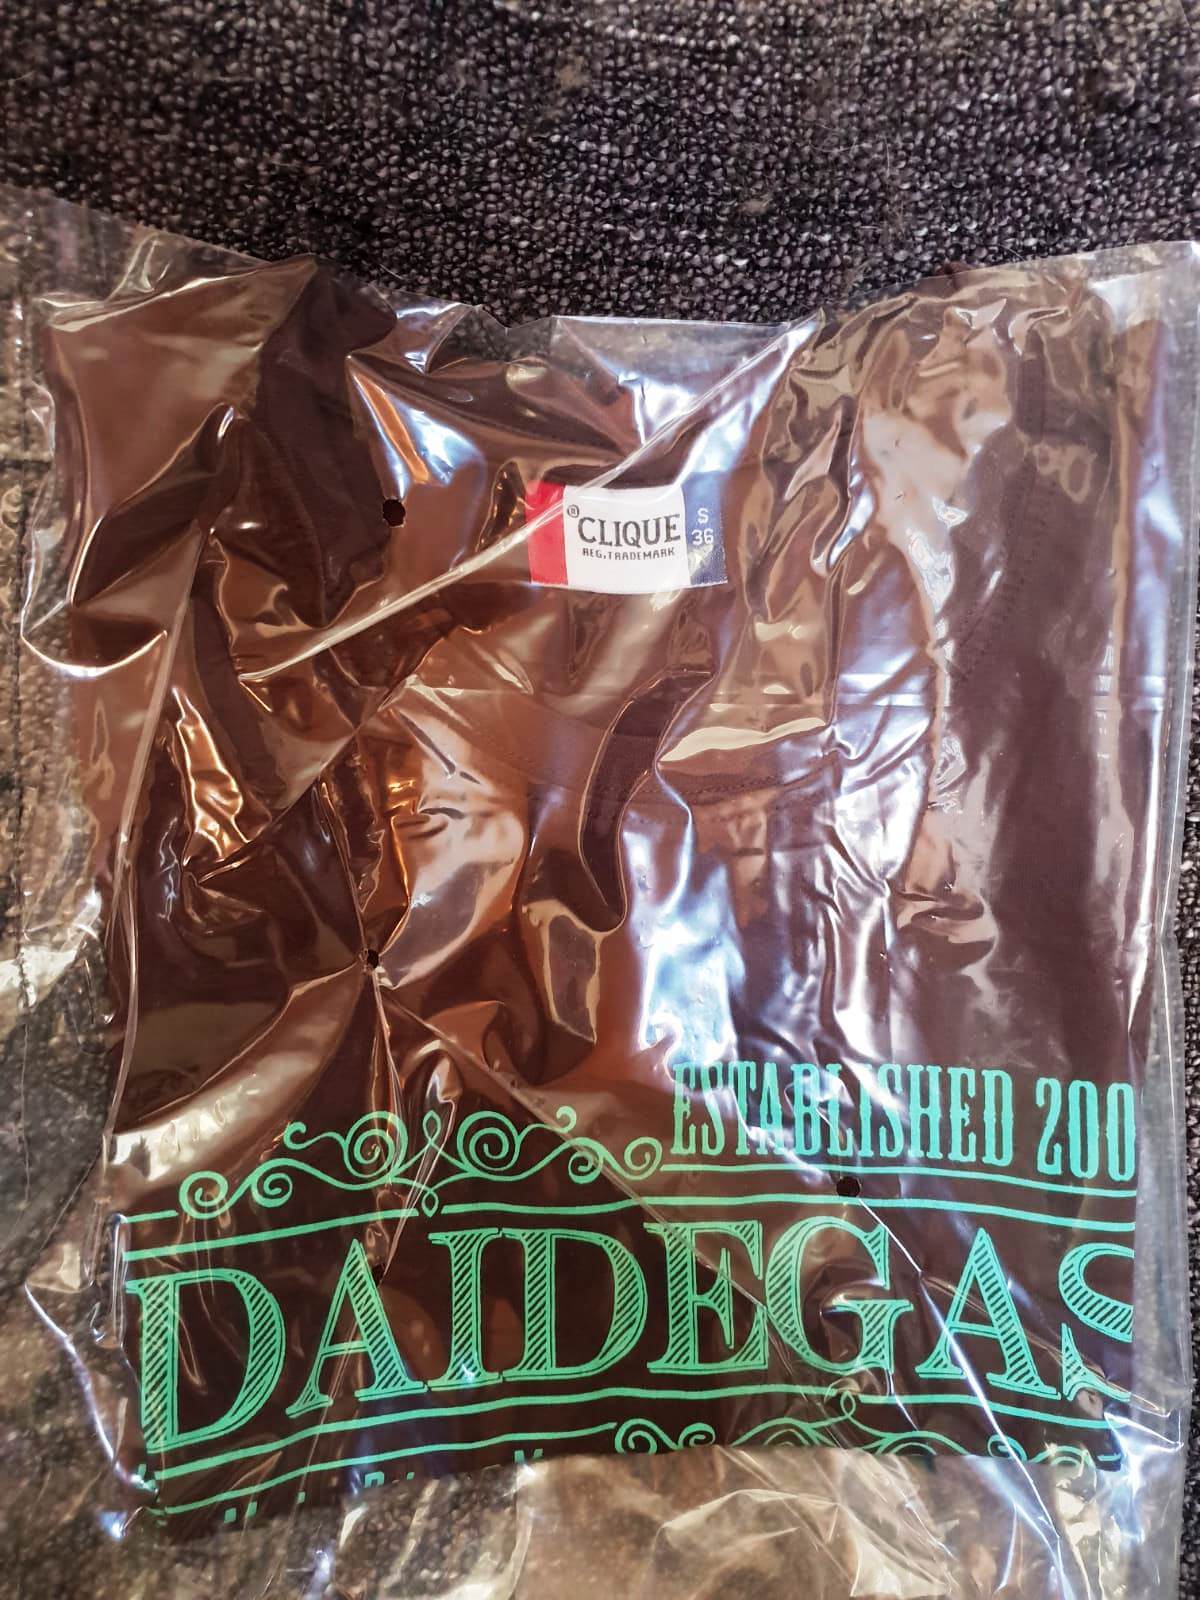 ® CLIQUE
REG. TRADEMARK
S
36
ESTABLISHED 200
DAIDEGAS